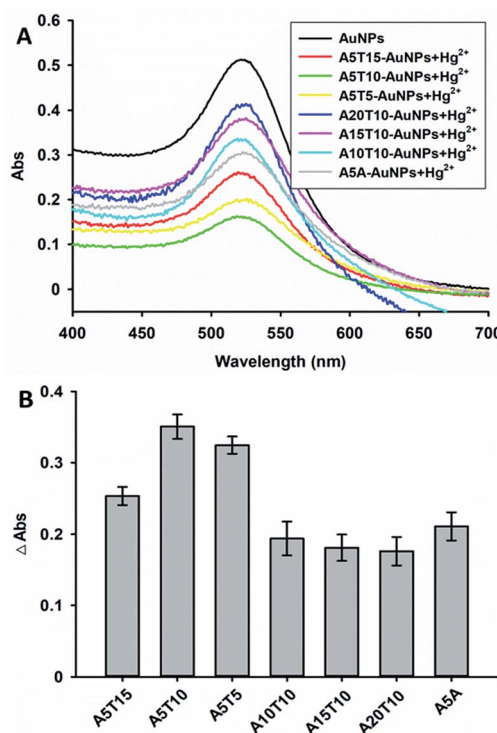 A
0.6
0.5
0.4
0.3
0.2
0.1
0
Abs
AuNPs
A5T15-AuNPs+Hg²⁺
A5T10-AuNPs+Hg²⁺
A5T5-AuNPs+Hg²⁺
A20T10-AuNPs+Hg²⁺
A15T10-AuNPs+Hg²⁺
A10T10-AuNPs+Hg²⁺
A5A-AuNPs+Hg²⁺
400 450 500 550 600 650 700
Wavelength (nm)
B
0.4
0.3
0.2
0.1
0
△ Abs
A5T15 A5T10 A5T5 A10T10 A15T10 A20T10 A5A